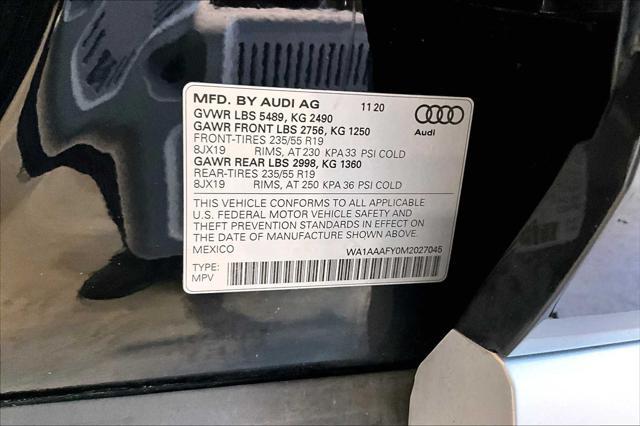 MFD. BY AUDI AG 11 20
GVWR LBS 5489, KG 2490
GAWR FRONT LBS 2756, KG 1250
FRONT-TIRES 235/55 R19
8JX19 RIMS, AT 230 KPA 33 PSI COLD
GAWR REAR LBS 2998, KG 1360
REAR-TIRES 235/55 R19
8JX19 RIMS, AT 250 KPA 36 PSI COLD
Audi
THIS VEHICLE CONFORMS TO ALL APPLICABLE
U.S. FEDERAL MOTOR VEHICLE SAFETY AND
THEFT PREVENTION STANDARDS IN EFFECT ON
THE DATE OF MANUFACTURE SHOWN ABOVE.
MEXICO WA1AAAFY0M2027045
TYPE:
MPV